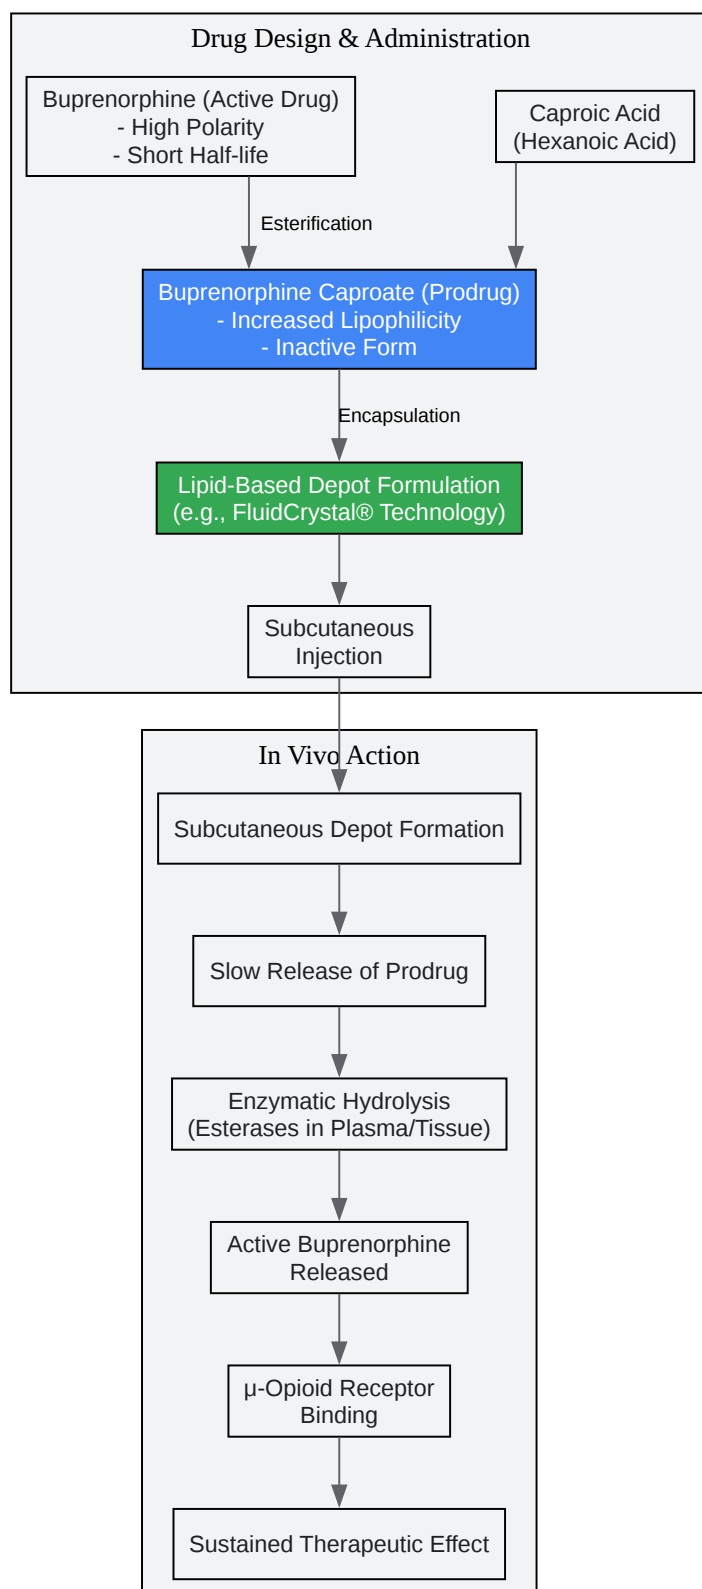 Drug Design & Administration
Buprenorphine (Active Drug)
- High Polarity
- Short Half-life
Caproic Acid
(Hexanoic Acid)
Esterification
Buprenorphine Caproate (Prodrug)
- Increased Lipophilicity
- Inactive Form
Encapsulation
Lipid-Based Depot Formulation
(e.g., FluidCrystal® Technology)
Subcutaneous
Injection
In Vivo Action
Subcutaneous Depot Formation
Slow Release of Prodrug
Enzymatic Hydrolysis
(Esterases in Plasma/Tissue)
Active Buprenorphine
Released
μ-Opioid Receptor
Binding
Sustained Therapeutic Effect